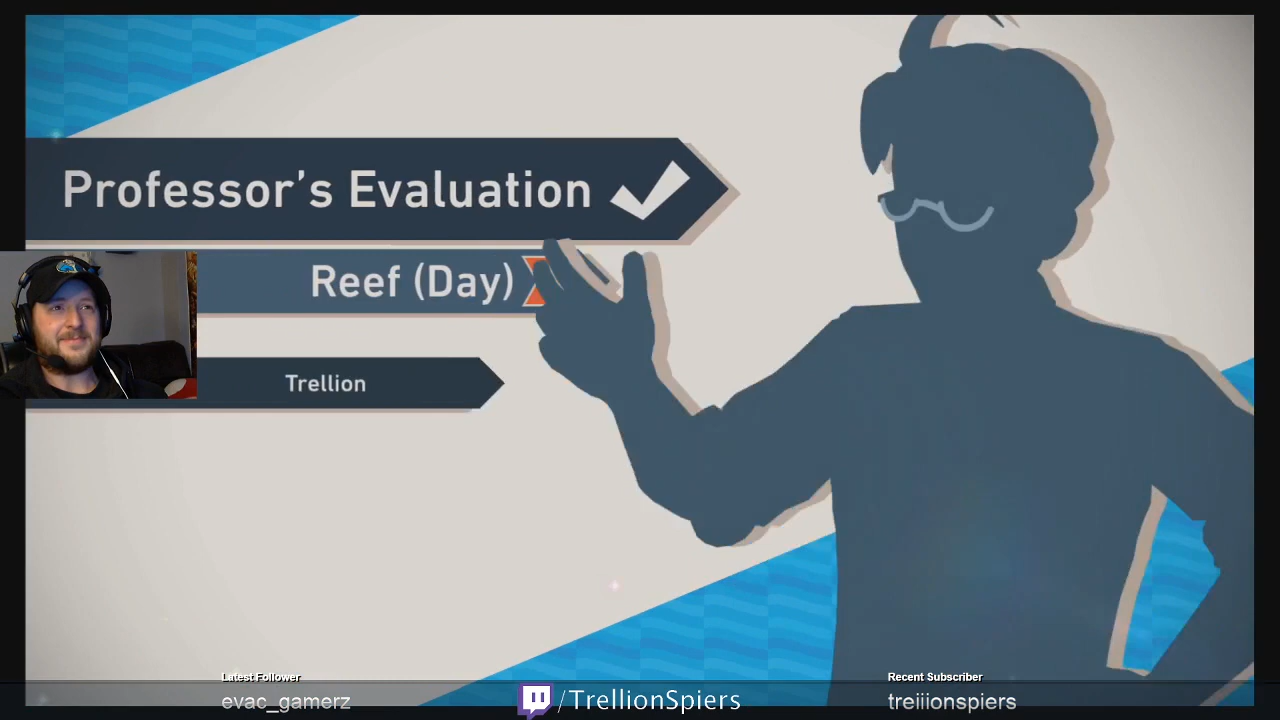 Professor's Evaluation
Reef (Day)
Trellion
Latest Follower
evac_gamerz
/TrellionSpiers
Recent Subscriber
treiiionspiers